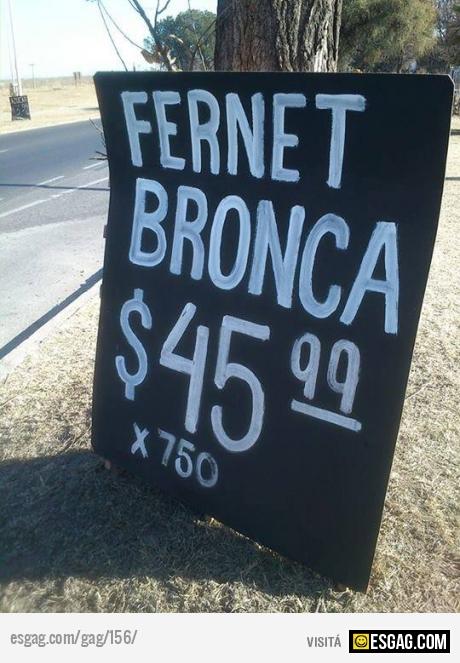 FERNET
BRONCA
$45 99
x 750
esgag.com/gag/156/
VISITÁ ESGAG.COM